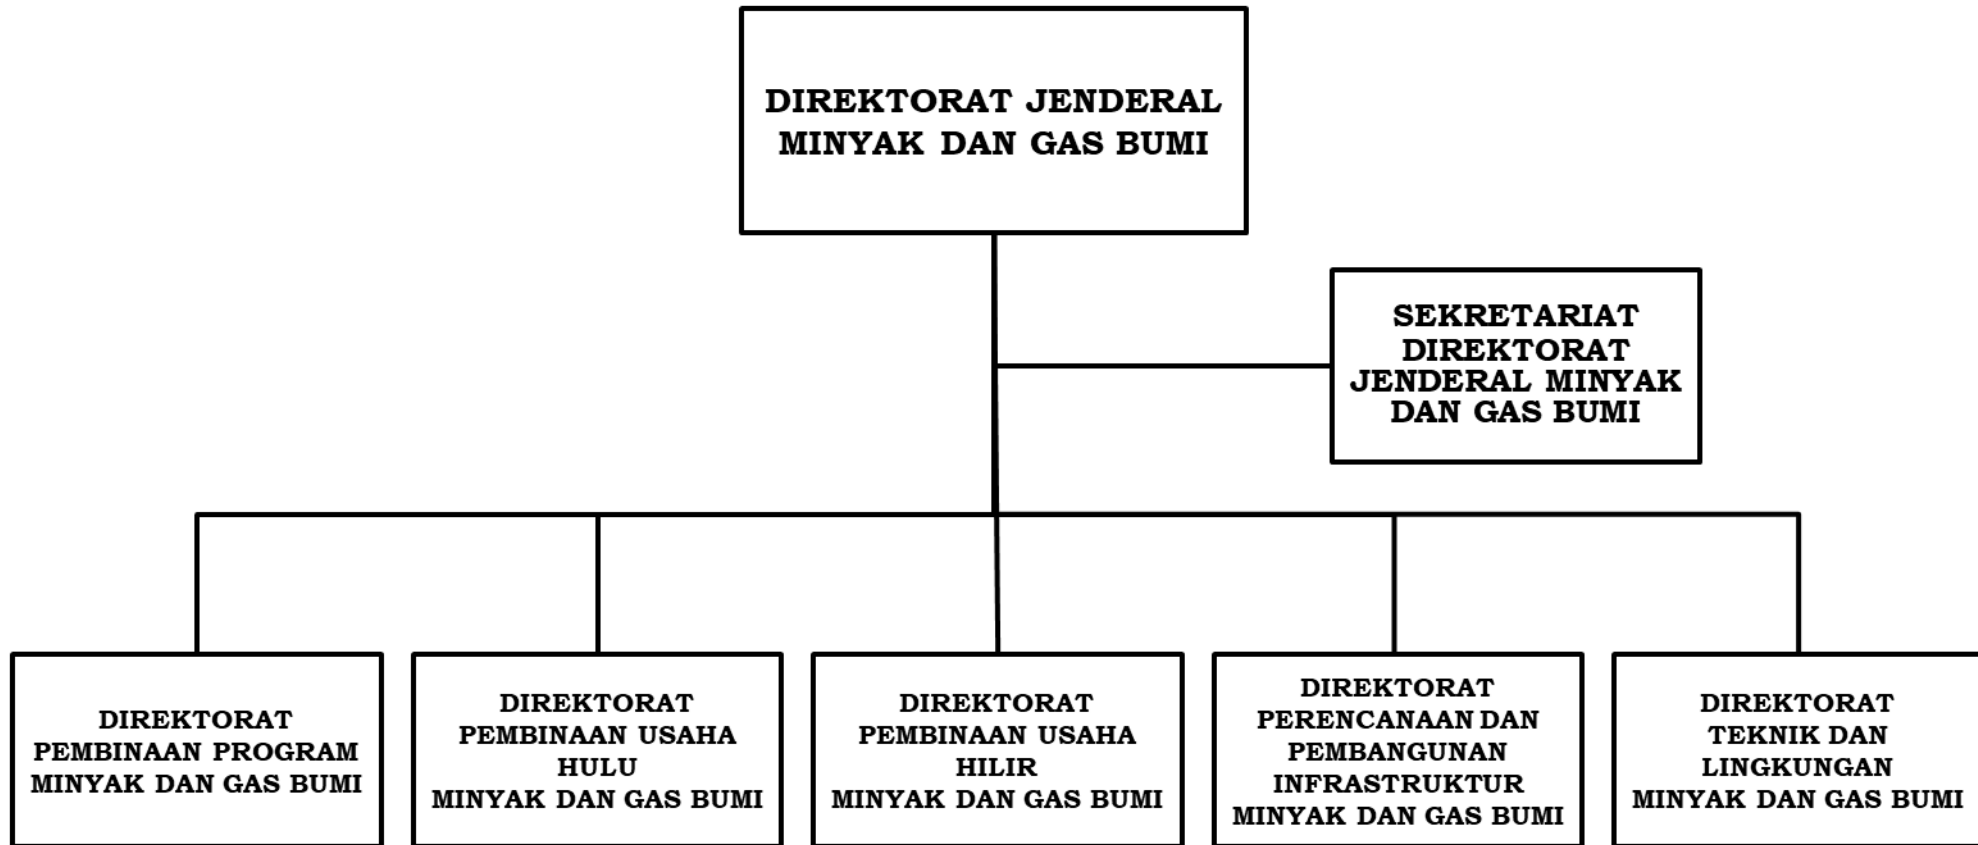 DIREKTORAT JENDERAL
MINYAK DAN GAS BUMI
SEKRETARIAT
DIREKTORAT
JENDERAL MINYAK
DAN GAS BUMI
DIREKTORAT
PEMBINAAN PROGRAM
MINYAK DAN GAS BUMI
DIREKTORAT
PEMBINAAN USAHA
HULU
MINYAK DAN GAS BUMI
DIREKTORAT
PEMBINAAN USAHA
HILIR
MINYAK DAN GAS BUMI
DIREKTORAT
PERENCANAAN DAN
PEMBANGUNAN
INFRASTRUKTUR
MINYAK DAN GAS BUMI
DIREKTORAT
TEKNIK DAN
LINGKUNGAN
MINYAK DAN GAS BUMI